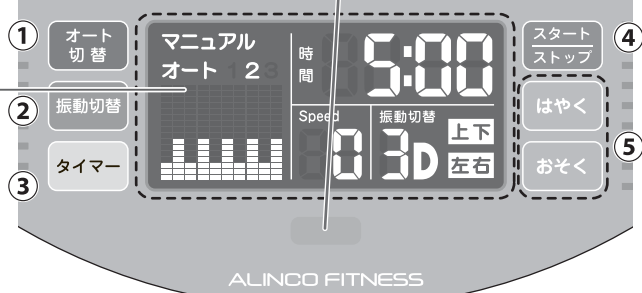 ①
オート
切替
②
振動切替
③
タイマー
マニュアル
オート 1 2 3
時間
5:00
Speed
0
振動切替
3D
上下
左右
④
スタート
ストップ
⑤
はやく
おそく
ALINCO FITNESS